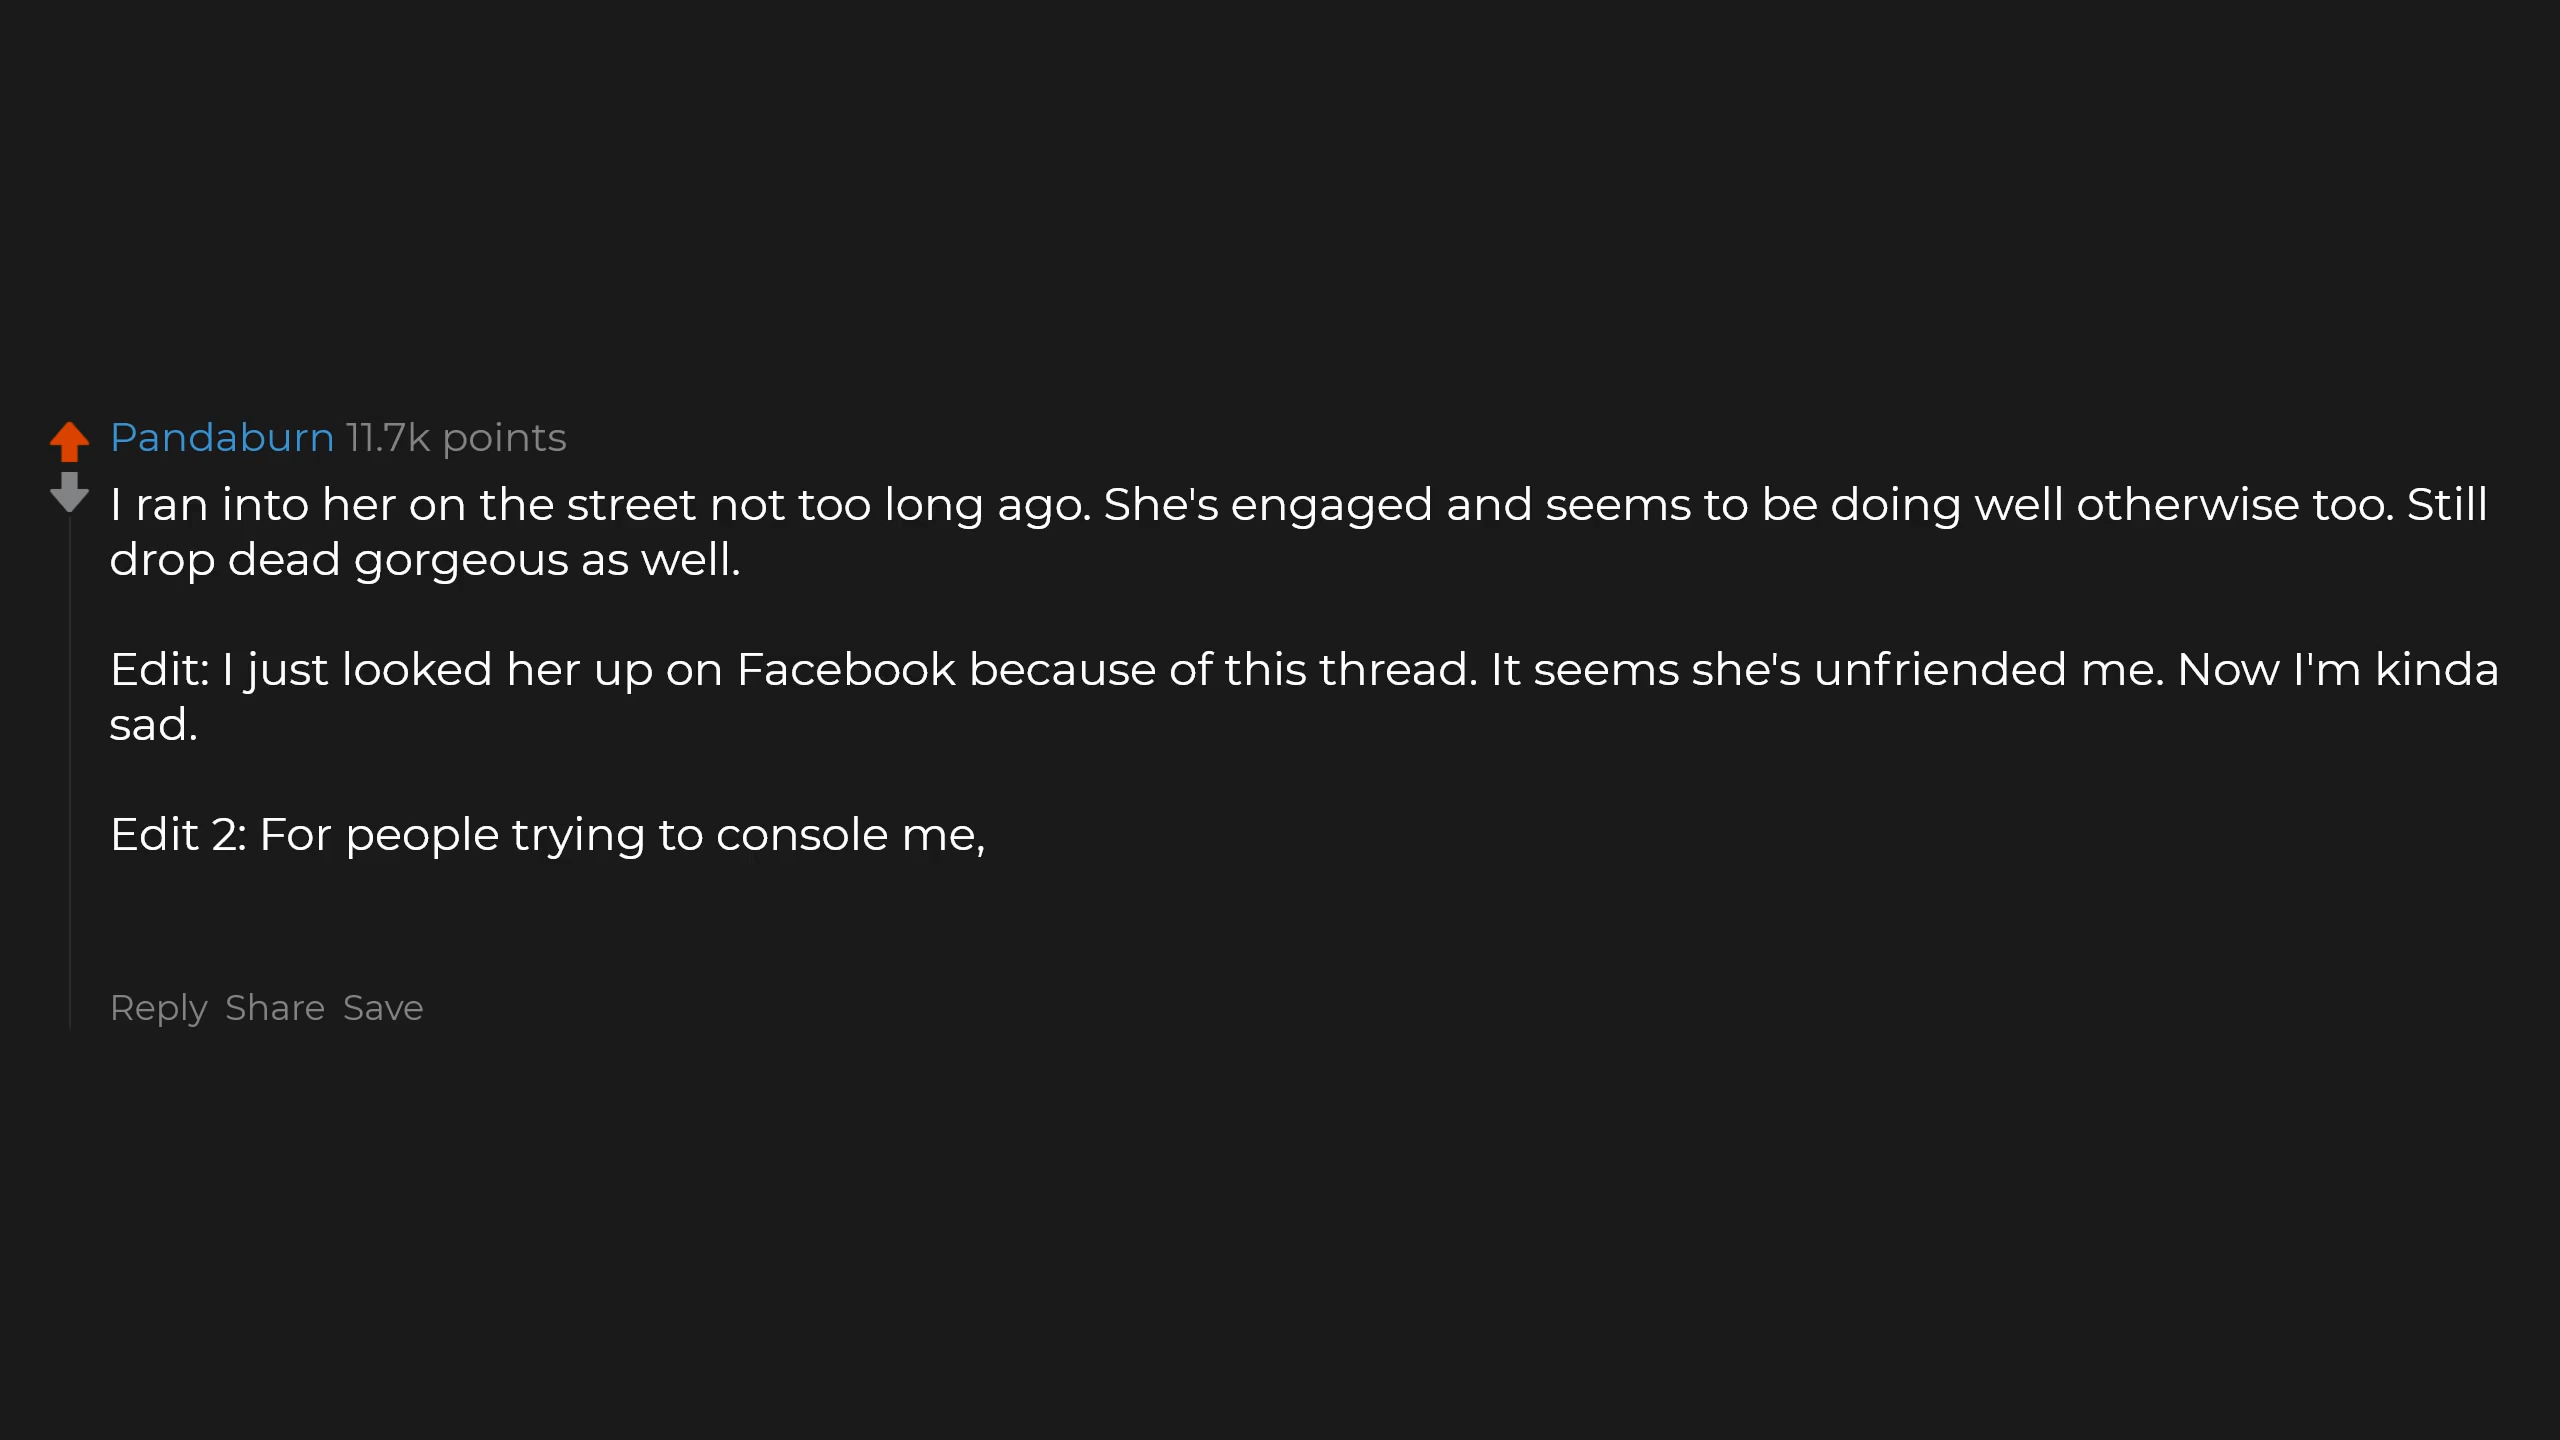 Pandaburn 11.7k points
I ran into her on the street not too long ago. She's engaged and seems to be doing well otherwise too. Still
drop dead gorgeous as well.
Edit: I just looked her up on Facebook because of this thread. It seems she's unfriended me. Now I'm kinda
sad.
Edit 2: For people trying to console me,
Reply Share Save